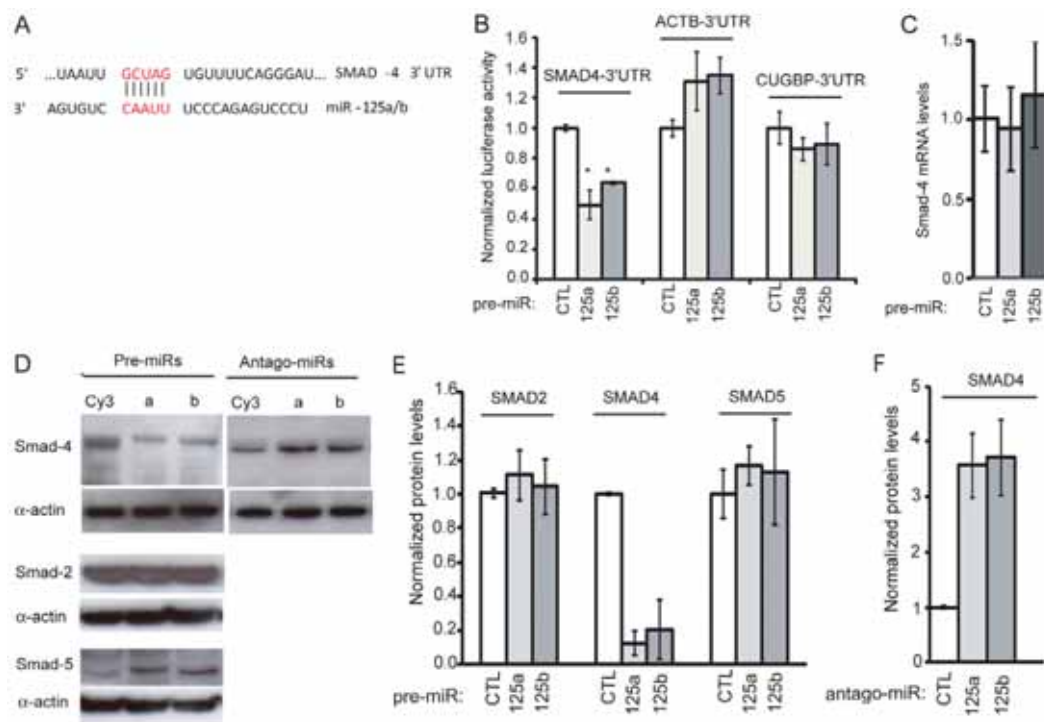 A
5' ...UAAUU GCUAG UGUUUUCAGGGAU... SMAD -4 3' UTR
3' AGUGUC CAAUU UCCCAGAGUCCCU miR -125a/b
B
ACTB-3'UTR
SMAD4-3'UTR
CUGBP-3'UTR
Normalized luciferase activity
1.6
1.4
1.2
1.0
0.8
0.6
0.4
0.2
0.0
* *
pre-miR: CTL 125a 125b CTL 125a 125b CTL 125a 125b
C
Smad-4 mRNA levels
1.5
1.0
0.5
0.0
pre-miR: CTL 125a 125b
D
Pre-miRs Antago-miRs
Cy3 a b Cy3 a b
Smad-4
α-actin
Smad-2
α-actin
Smad-5
α-actin
E
SMAD2 SMAD4 SMAD5
Normalized protein levels
1.6
1.4
1.2
1.0
0.8
0.6
0.4
0.2
0.0
pre-miR: CTL 125a 125b CTL 125a 125b CTL 125a 125b
F
SMAD4
Normalized protein levels
5
4
3
2
1
0
antago-miR: CTL 125a 125b